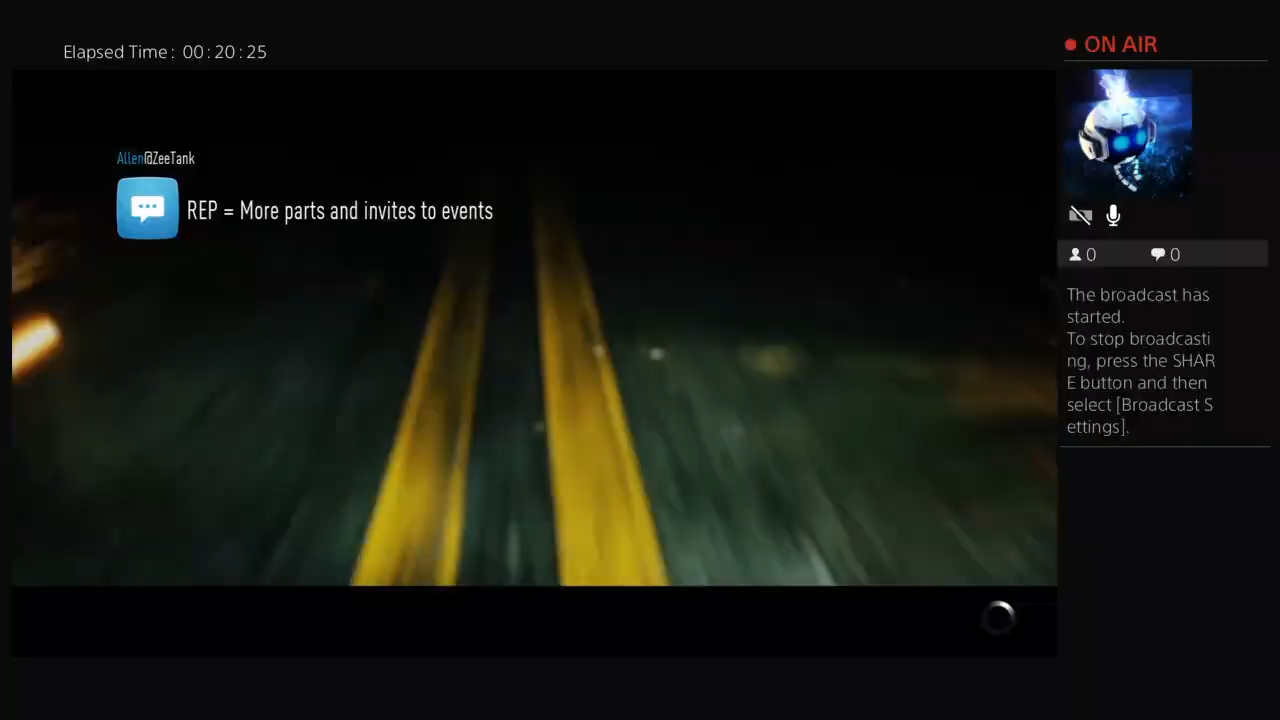 Elapsed Time: 00:20:25
ON AIR
Allen@ZeeTank
REP = More parts and invites to events
0 0
The broadcast has
started.
To stop broadcasti
ng, press the SHAR
E button and then
select [Broadcast S
ettings].